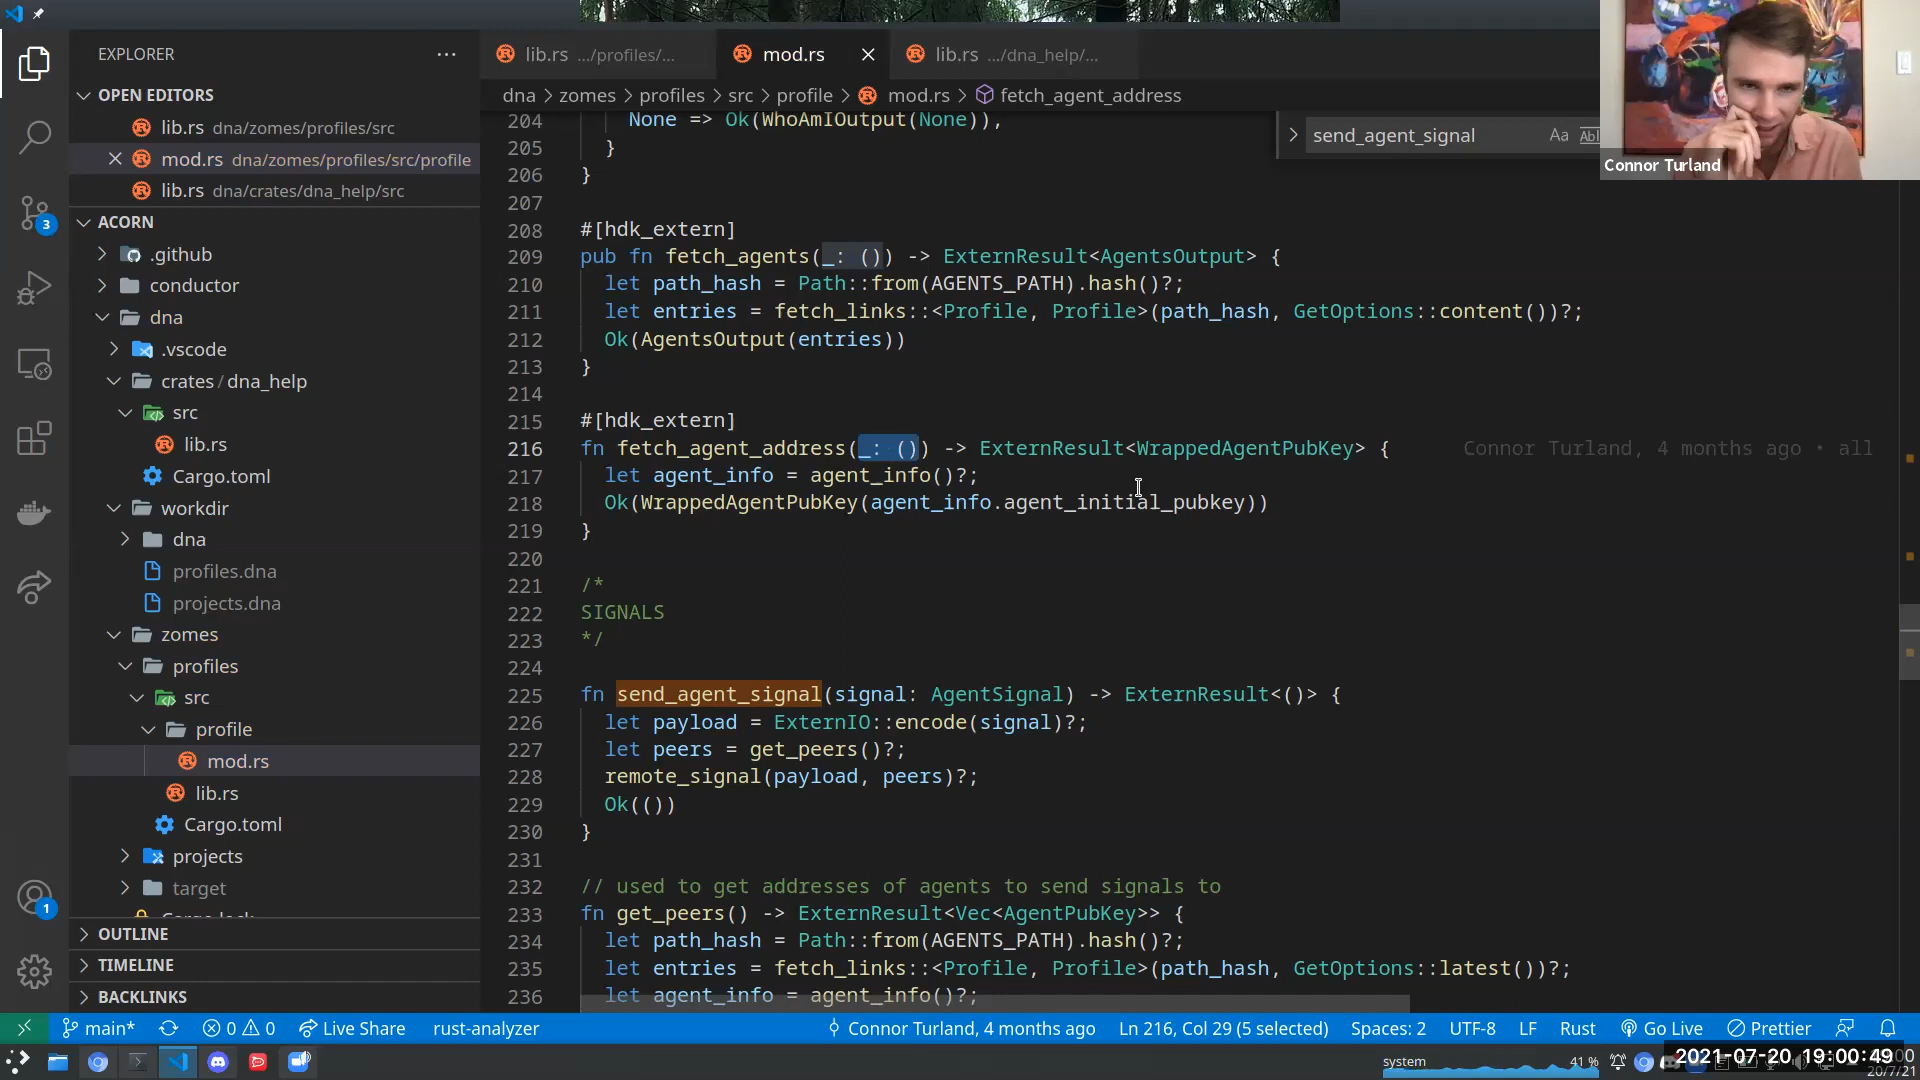 EXPLORER
OPEN EDITORS
lib.rs dna/zomes/profiles/src
mod.rs dna/zomes/profiles/src/profile
lib.rs dna/crates/dna_help/src
ACORN
.github
conductor
dna
.vscode
crates / dna_help
src
lib.rs
Cargo.toml
workdir
dna
profiles.dna
projects.dna
zomes
profiles
src
profile
mod.rs
lib.rs
Cargo.toml
projects
target
Cargo.lock
OUTLINE
TIMELINE
BACKLINKS
3
1
lib.rs .../profiles/...
mod.rs
lib.rs .../dna_help/...
dna > zomes > profiles > src > profile > mod.rs > fetch_agent_address
send_agent_signal Aa Abl
Connor Turland
204 None => Ok(WhoAmIOutput(None)),
205 }
206 }
207
208 #[hdk_extern]
209 pub fn fetch_agents(_: ()) -> ExternResult<AgentsOutput> {
210 let path_hash = Path::from(AGENTS_PATH).hash()?;
211 let entries = fetch_links::<Profile, Profile>(path_hash, GetOptions::content())?;
212 Ok(AgentsOutput(entries))
213 }
214
215 #[hdk_extern]
216 fn fetch_agent_address(_: ()) -> ExternResult<WrappedAgentPubKey> { Connor Turland, 4 months ago • all
217 let agent_info = agent_info()?;
218 Ok(WrappedAgentPubKey(agent_info.agent_initial_pubkey))
219 }
220
221 /*
222 SIGNALS
223 */
224
225 fn send_agent_signal(signal: AgentSignal) -> ExternResult<()> {
226 let payload = ExternIO::encode(signal)?;
227 let peers = get_peers()?;
228 remote_signal(payload, peers)?;
229 Ok(())
230 }
231
232 // used to get addresses of agents to send signals to
233 fn get_peers() -> ExternResult<Vec<AgentPubKey>> {
234 let path_hash = Path::from(AGENTS_PATH).hash()?;
235 let entries = fetch_links::<Profile, Profile>(path_hash, GetOptions::latest())?;
236 let agent_info = agent_info()?;
main* 0 0 Live Share rust-analyzer Connor Turland, 4 months ago Ln 216, Col 29 (5 selected) Spaces: 2 UTF-8 LF Rust Go Live Prettier
system 41 % 2021-07-20 19:00:49
20/7/21